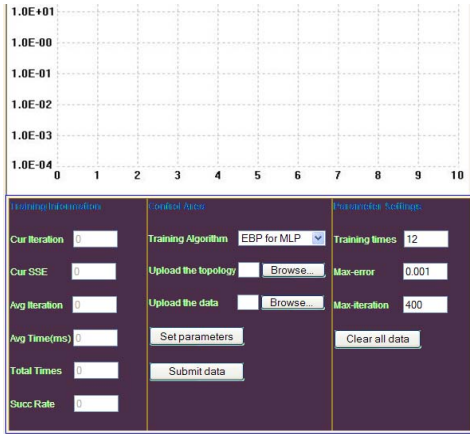 1.0E+01
1.0E-00
1.0E-01
1.0E-02
1.0E-03
1.0E-04
0 1 2 3 4 5 6 7 8 9 10
Training Information Control Area Parameter Settings
Cur Iteration 0 Training Algorithm EBP for MLP Training times 12
Cur SSE 0 Upload the topology Browse... Max-error 0.001
Avg Iteration 0 Upload the data Browse... Max-iteration 400
Avg Time(ms) 0 Set parameters Clear all data
Total Times 0 Submit data
Succ Rate 0